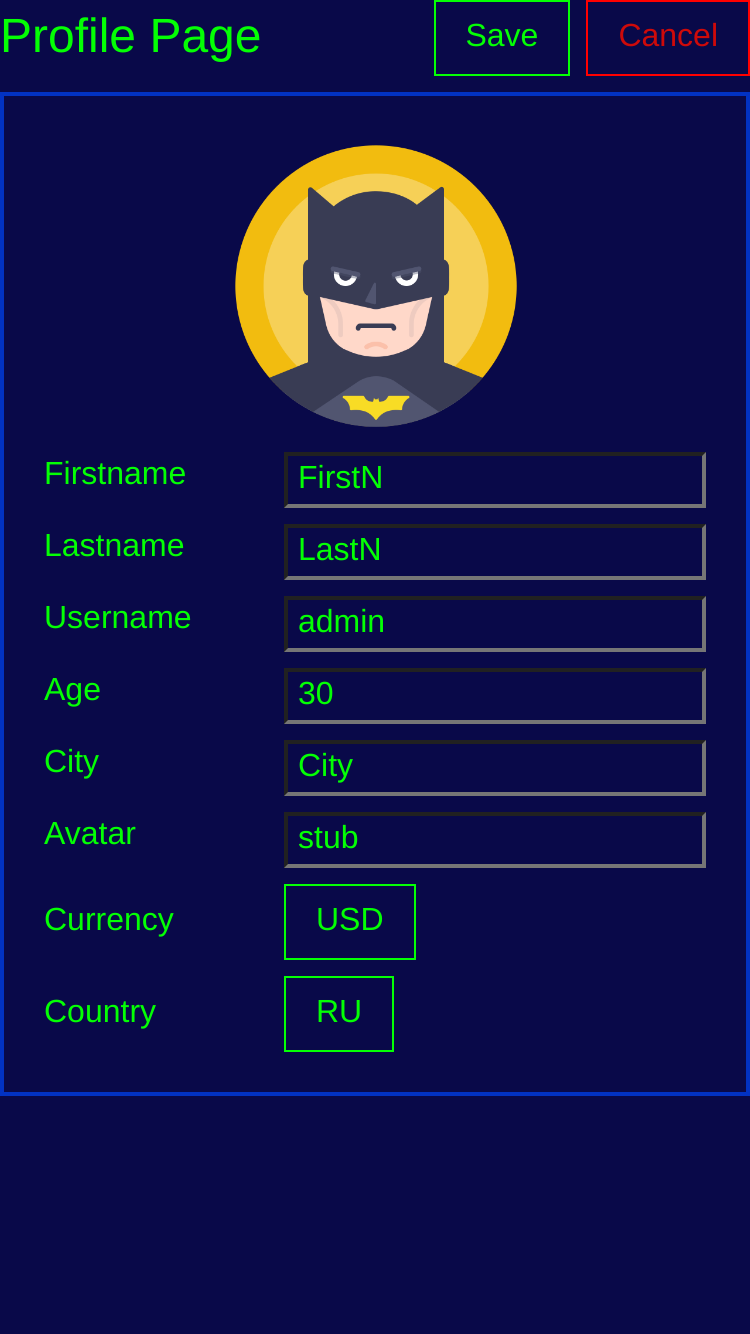 Profile Page Save Cancel
Firstname FirstN
Lastname LastN
Username admin
Age 30
City City
Avatar stub
Currency USD
Country RU